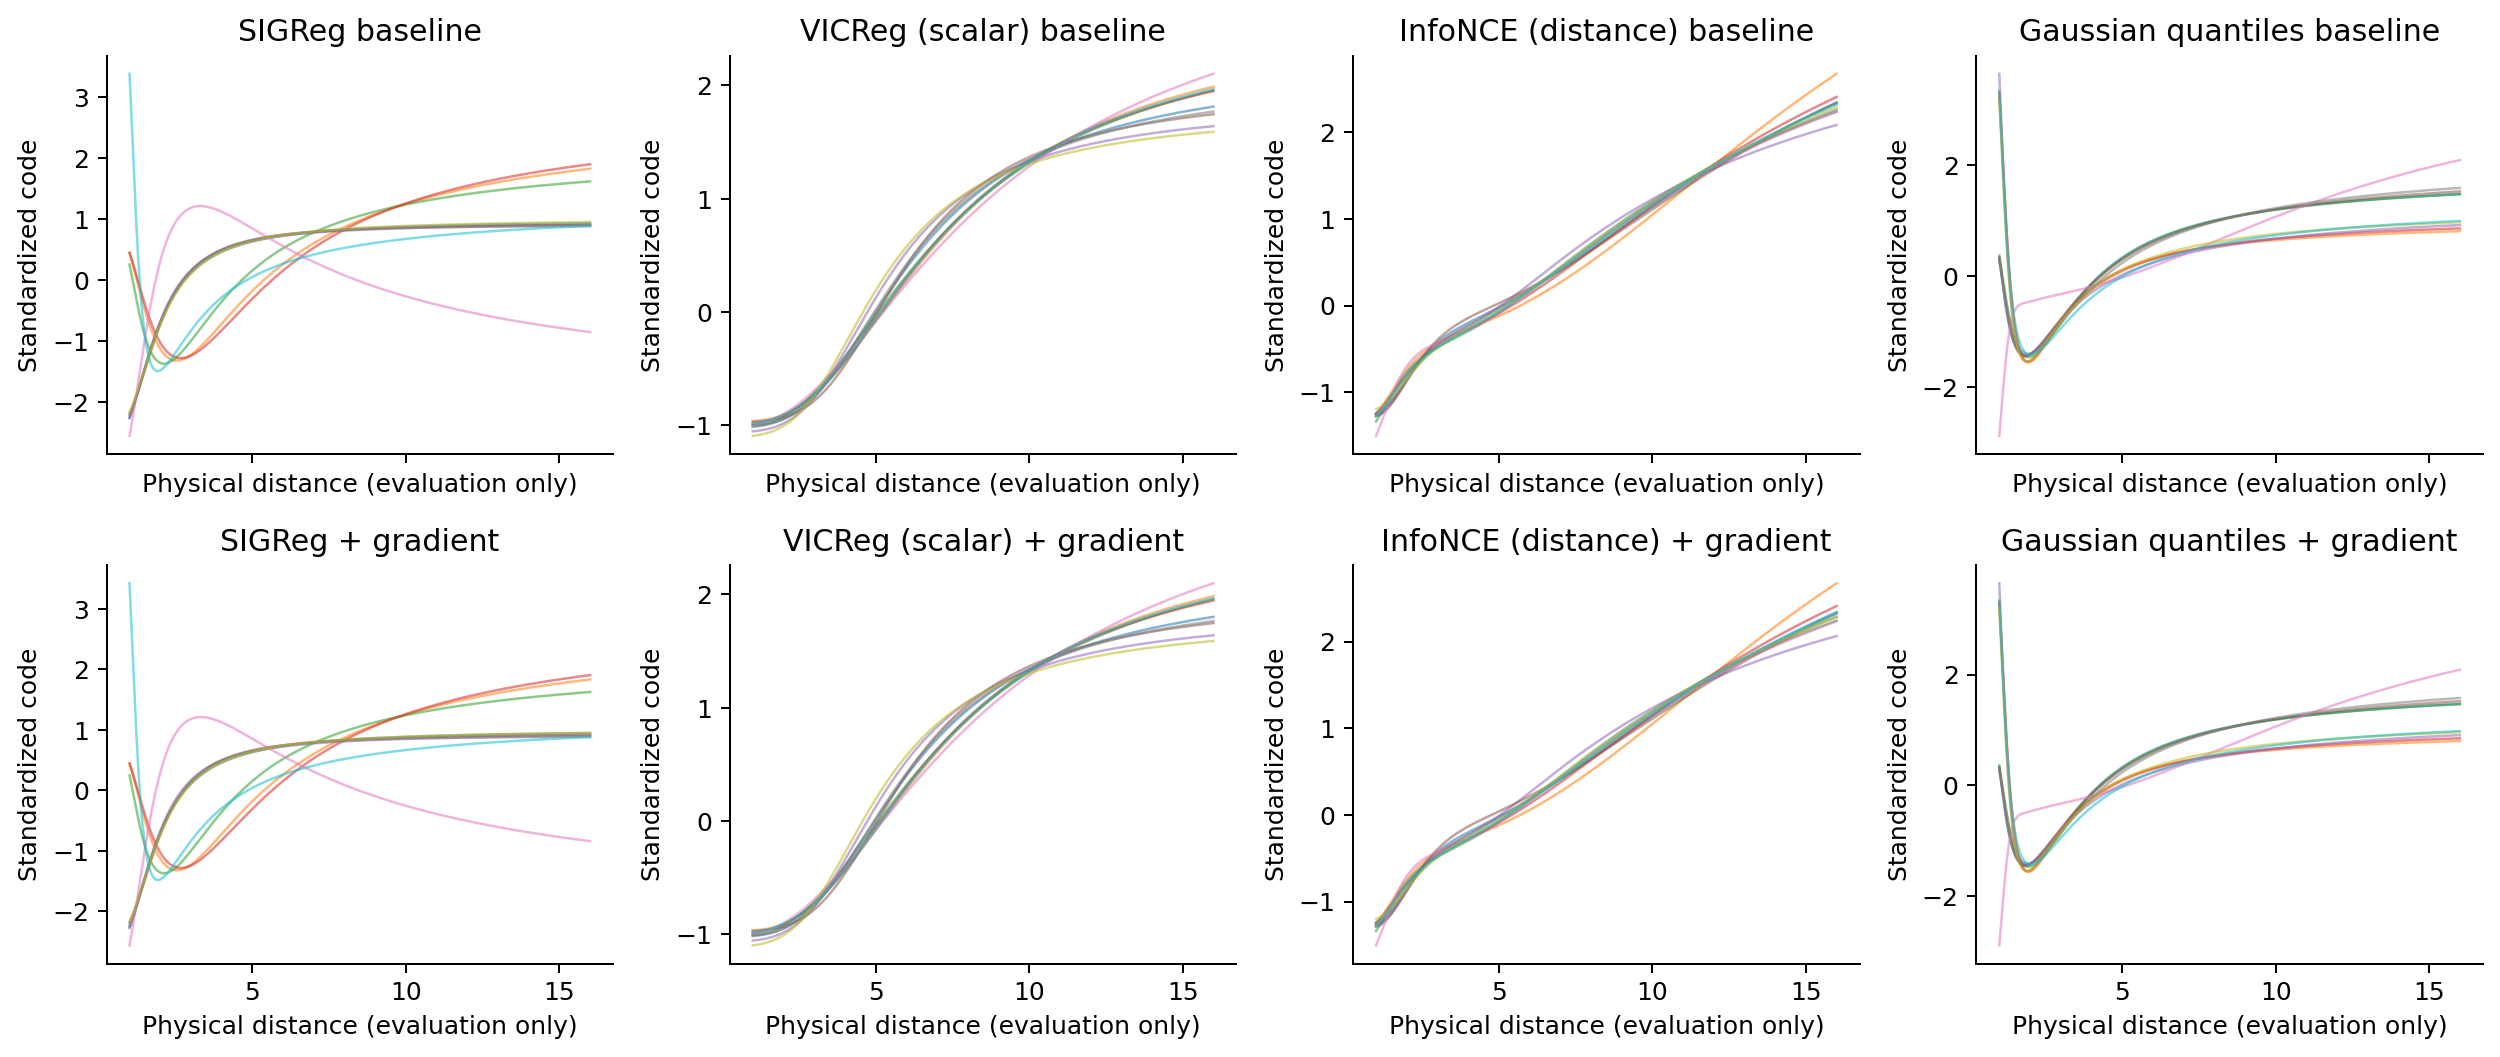 SIGReg baseline
3
2
1
0
−1
−2
Standardized code
Physical distance (evaluation only)
VICReg (scalar) baseline
2
1
0
−1
Standardized code
Physical distance (evaluation only)
InfoNCE (distance) baseline
2
1
0
−1
Standardized code
Physical distance (evaluation only)
Gaussian quantiles baseline
2
0
−2
Standardized code
Physical distance (evaluation only)
SIGReg + gradient
3
2
1
0
−1
−2
Standardized code
5 10 15
Physical distance (evaluation only)
VICReg (scalar) + gradient
2
1
0
−1
Standardized code
5 10 15
Physical distance (evaluation only)
InfoNCE (distance) + gradient
2
1
0
−1
Standardized code
5 10 15
Physical distance (evaluation only)
Gaussian quantiles + gradient
2
0
−2
Standardized code
5 10 15
Physical distance (evaluation only)